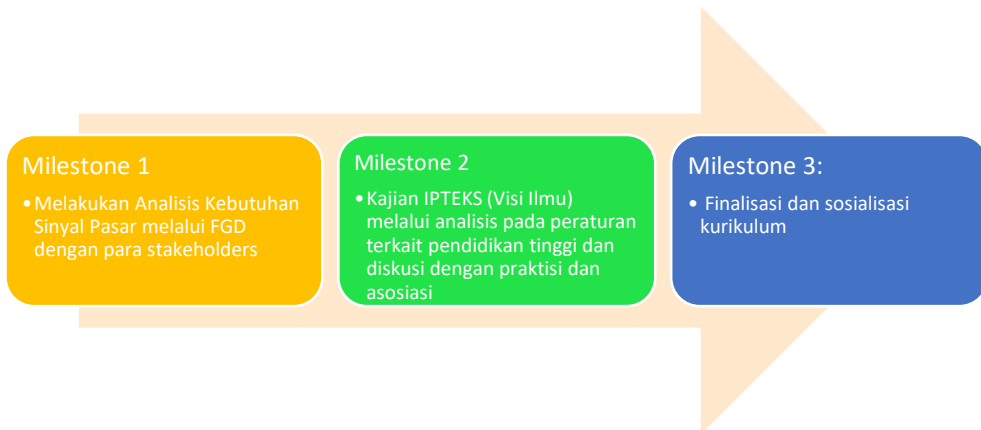 Milestone 1
•Melakukan Analisis Kebutuhan
Sinyal Pasar melalui FGD
dengan para stakeholders
Milestone 2
•Kajian IPTEKS (Visi Ilmu)
melalui analisis pada peraturan
terkait pendidikan tinggi dan
diskusi dengan praktisi dan
asosiasi
Milestone 3:
• Finalisasi dan sosialisasi
kurikulum